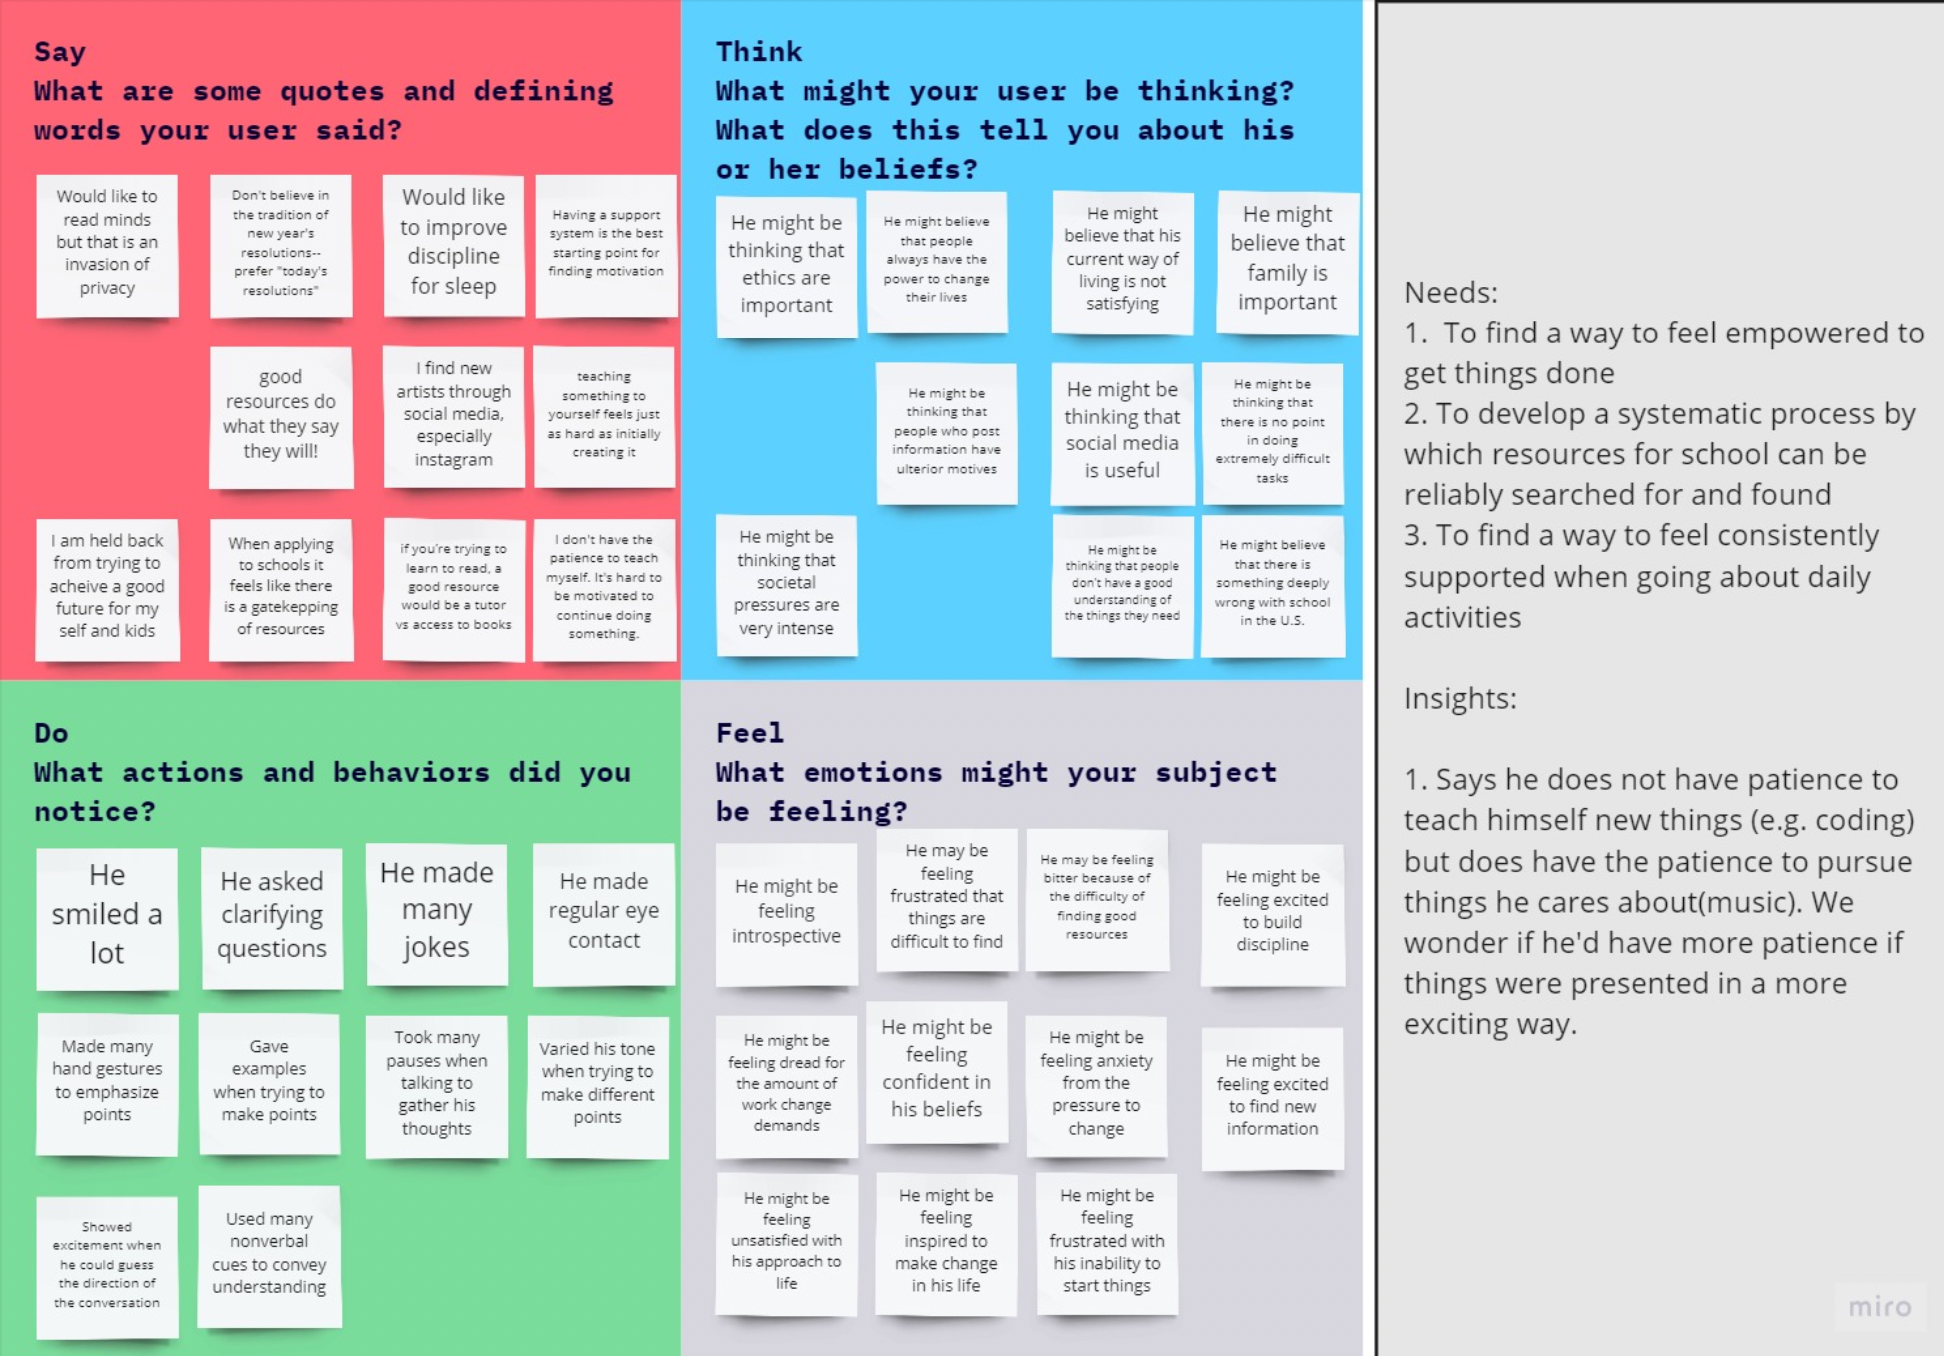 Say
What are some quotes and defining
words your user said?
Would like to
read minds
but that is an
invasion of
privacy
Don't believe in
the tradition of
new year's
resolutions--
prefer "today's
resolutions"
Would like
to improve
discipline
for sleep
Having a support
system is the best
starting point for
finding motivation
good
resources do
what they say
they will!
I find new
artists through
social media,
especially
instagram
teaching
something to
yourself feels just
as hard as initially
creating it
I am held back
from trying to
acheive a good
future for my
self and kids
When applying
to schools it
feels like there
is a gatekepping
of resources
if you're trying to
learn to read, a
good resource
would be a tutor
vs access to books
I don't have the
patience to teach
myself. It's hard to
be motivated to
continue doing
something.
Think
What might your user be thinking?
What does this tell you about his
or her beliefs?
He might be
thinking that
ethics are
important
He might believe
that people
always have the
power to change
their lives
He might
believe that his
current way of
living is not
satisfying
He might
believe that
family is
important
He might be
thinking that
people who post
information have
ulterior motives
He might be
thinking that
social media
is useful
He might be
thinking that
there is no point
in doing
extremely difficult
tasks
He might be
thinking that
societal
pressures are
very intense
He might be
thinking that people
don't have a good
understanding of
the things they need
He might believe
that there is
something deeply
wrong with school
in the U.S.
Do
What actions and behaviors did you
notice?
He
smiled a
lot
He asked
clarifying
questions
He made
many
jokes
He made
regular eye
contact
Made many
hand gestures
to emphasize
points
Gave
examples
when trying to
make points
Took many
pauses when
talking to
gather his
thoughts
Varied his tone
when trying to
make different
points
Showed
excitement when
he could guess
the direction of
the conversation
Used many
nonverbal
cues to convey
understanding
Feel
What emotions might your subject
be feeling?
He might be
feeling
introspective
He may be
feeling
frustrated that
things are
difficult to find
He may be feeling
bitter because of
the difficulty of
finding good
resources
He might be
feeling excited
to build
discipline
He might be
feeling dread for
the amount of
work change
demands
He might be
feeling
confident in
his beliefs
He might be
feeling anxiety
from the
pressure to
change
He might be
feeling excited
to find new
information
He might be
feeling
unsatisfied with
his approach to
life
He might be
feeling
inspired to
make change
in his life
He might be
feeling
frustrated with
his inability to
start things
Needs:
1. To find a way to feel empowered to
get things done
2. To develop a systematic process by
which resources for school can be
reliably searched for and found
3. To find a way to feel consistently
supported when going about daily
activities
Insights:
1. Says he does not have patience to
teach himself new things (e.g. coding)
but does have the patience to pursue
things he cares about(music). We
wonder if he'd have more patience if
things were presented in a more
exciting way.
miro